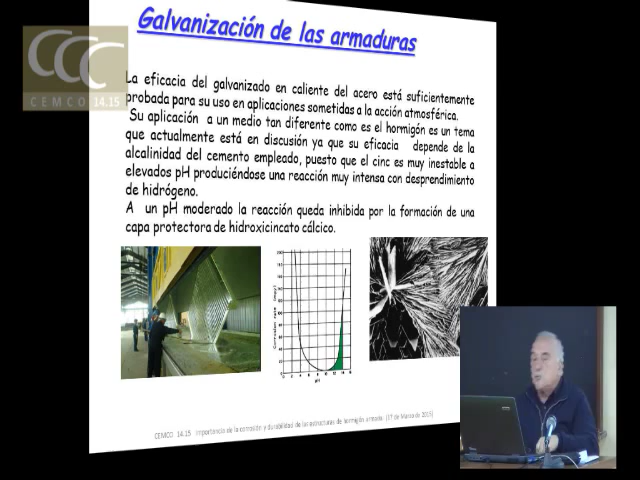 Galvanización de las armaduras
CCC
CEMCO 14.15
La eficacia del galvanizado en caliente del acero está suficientemente
probada para su uso en aplicaciones sometidas a la acción atmosférica.
Su aplicación a un medio tan diferente como es el hormigón es un tema
que actualmente está en discusión ya que su eficacia depende de la
alcalinidad del cemento empleado, puesto que el cinc es muy inestable a
elevados pH produciéndose una reacción muy intensa con desprendimiento
de hidrógeno.
A un pH moderado la reacción queda inhibida por la formación de una
capa protectora de hidroxicincato cálcico.
pH
CEMCO 14.15 Importancia de la corrosión y durabilidad de las estructuras de hormigón armado. (17 de Marzo de 2015)